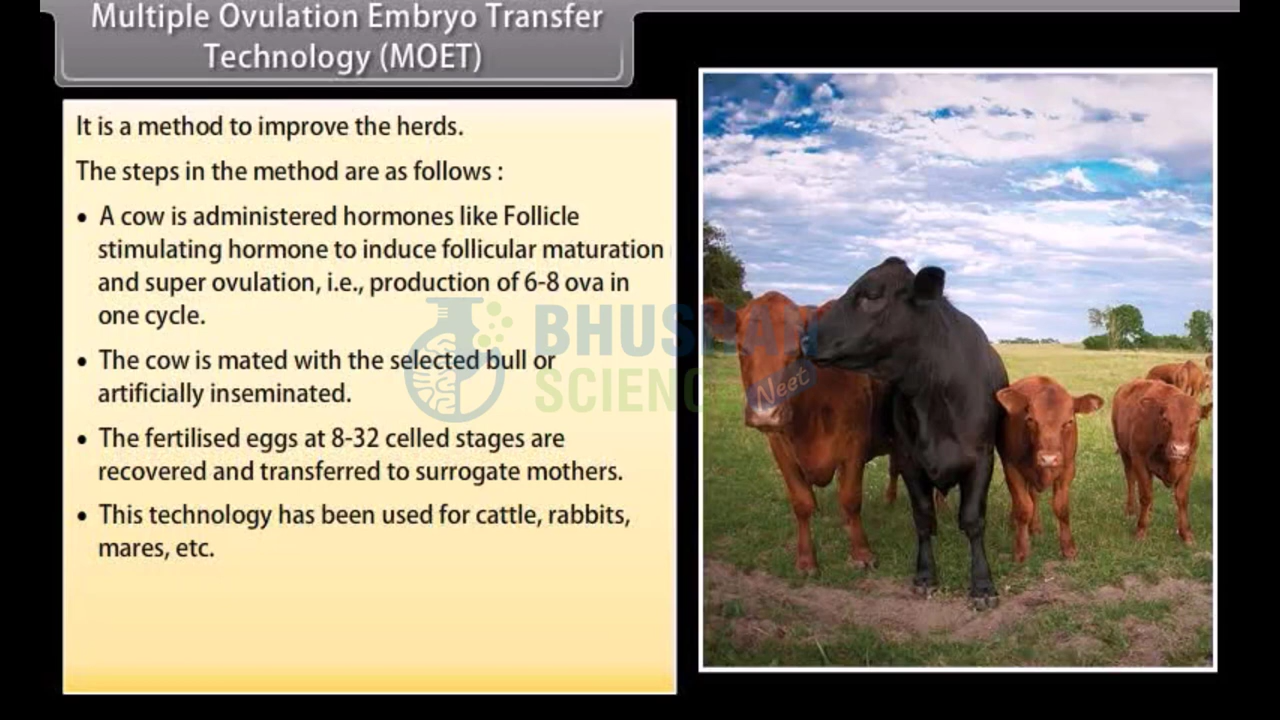 Multiple Ovulation Embryo Transfer
Technology (MOET)
It is a method to improve the herds.
The steps in the method are as follows :
• A cow is administered hormones like Follicle
stimulating hormone to induce follicular maturation
and super ovulation, i.e., production of 6-8 ova in
one cycle.
• The cow is mated with the selected bull or
artificially inseminated.
• The fertilised eggs at 8-32 celled stages are
recovered and transferred to surrogate mothers.
• This technology has been used for cattle, rabbits,
mares, etc.
BHUSHAN
SCIENC
Neet